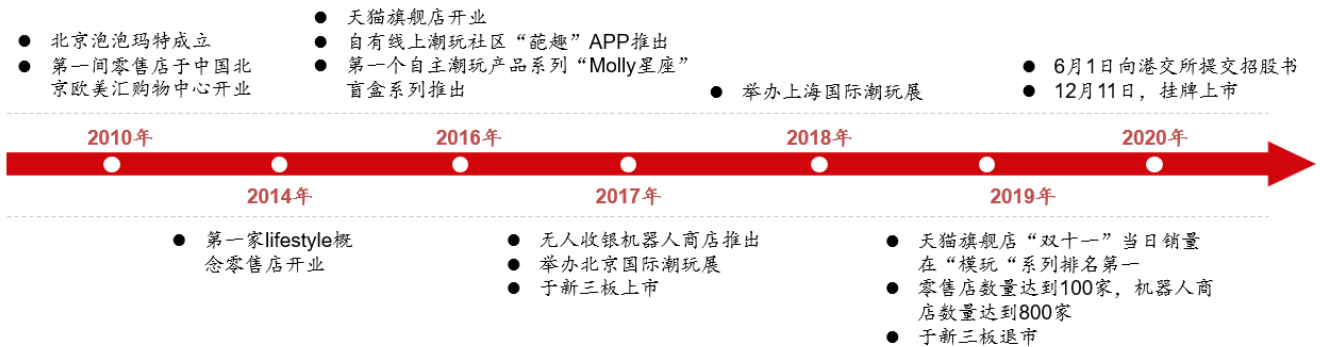 ● 北京泡泡玛特成立
● 第一间零售店于中国北
京欧美汇购物中心开业
● 天猫旗舰店开业
● 自有线上潮玩社区“葩趣”APP推出
● 第一个自主潮玩产品系列“Molly星座”
盲盒系列推出
● 举办上海国际潮玩展
● 6月1日向港交所提交招股书
● 12月11日，挂牌上市
2010年
2016年
2018年
2020年
2014年
2017年
2019年
● 第一家lifestyle概
念零售店开业
● 无人收银机器人商店推出
● 举办北京国际潮玩展
● 于新三板上市
● 天猫旗舰店“双十一”当日销量
在“模玩“系列排名第一
● 零售店数量达到100家，机器人商
店数量达到800家
● 于新三板退市